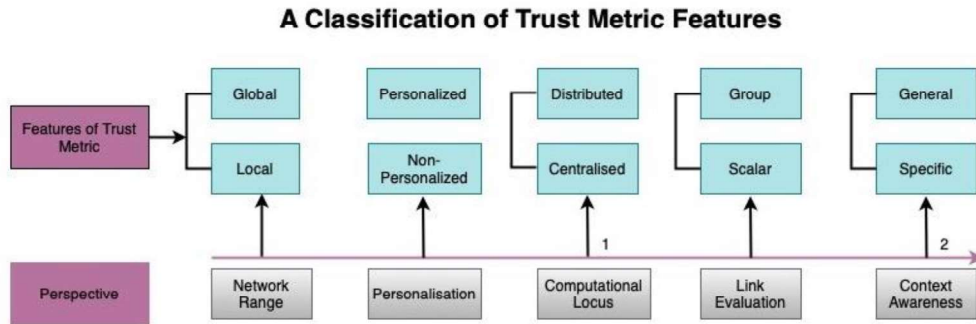 A Classification of Trust Metric Features
Global
Personalized
Distributed
Group
General
Features of Trust
Metric
Local
Non-
Personalized
Centralised
Scalar
Specific
1
2
Perspective
Network
Range
Personalisation
Computational
Locus
Link
Evaluation
Context
Awareness